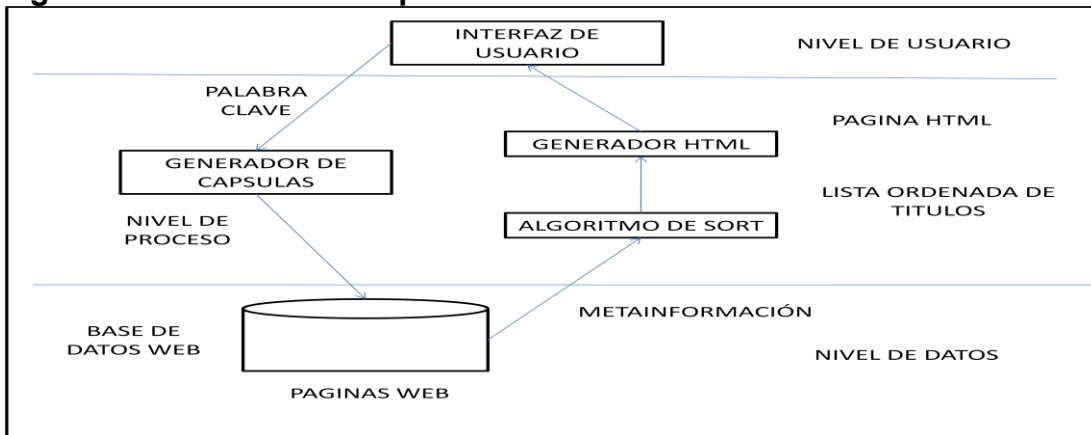 INTERFAZ DE
USUARIO
NIVEL DE USUARIO
PALABRA
CLAVE
PAGINA HTML
GENERADOR HTML
GENERADOR DE
CAPSULAS
LISTA ORDENADA DE
TITULOS
NIVEL DE
PROCESO
ALGORITMO DE SORT
METAINFORMACIÓN
BASE DE
DATOS WEB
NIVEL DE DATOS
PAGINAS WEB